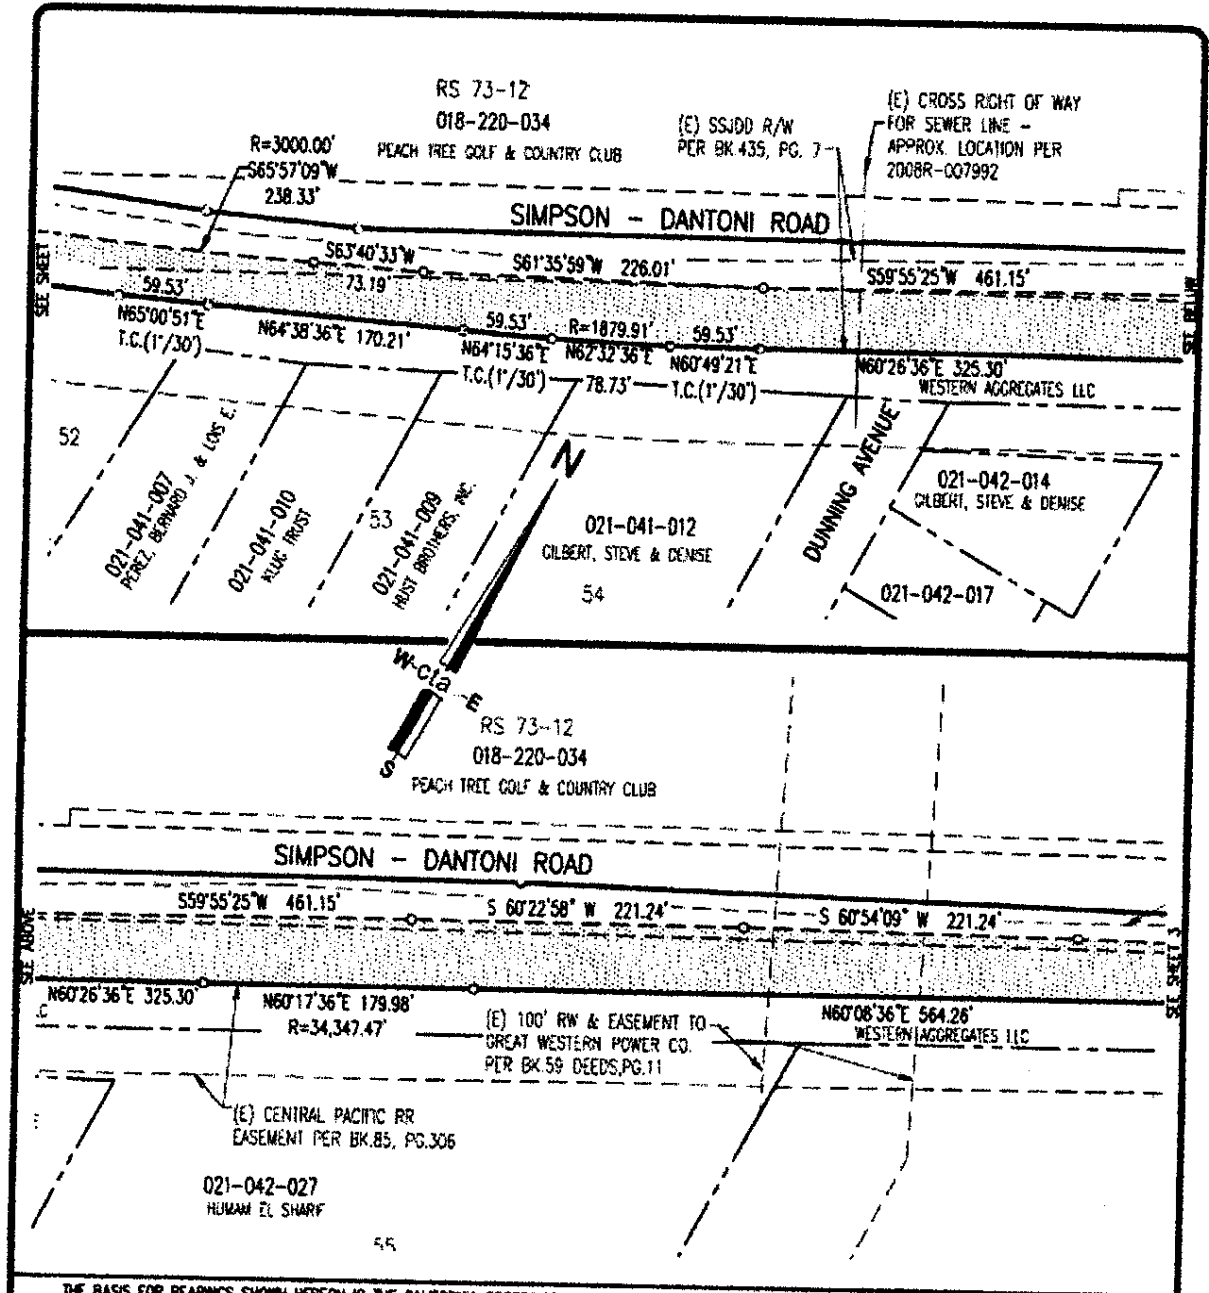 RS 73-12
018-220-034
PEACH TREE GOLF & COUNTRY CLUB
R=3000.00'
S65°57'09"W
238.33'
(E) SSJDD R/W
PER BK.435, PG. 7
(E) CROSS RIGHT OF WAY
FOR SEWER LINE -
APPROX. LOCATION PER
2008R-007992
SIMPSON - DANTONI ROAD
SEE SHEET 1
S63°40'33"W
73.19'
S61°35'59"W 226.01'
S59°55'25"W 461.15'
SEE BELOW
59.53'
N65°00'51"E
T.C.(1°/30')
N64°38'36"E 170.21'
59.53'
N64°15'36"E
T.C.(1°/30')
R=1879.91'
N62°32'36"E
78.73'
59.53'
N60°49'21"E
T.C.(1°/30')
N60°26'36"E 325.30'
WESTERN AGGREGATES LLC
52
021-041-007
PEREZ, BERNARD J. & LOIS E.
021-041-010
KLUG TRUST
53
021-041-009
HUST BROTHERS, INC.
N
021-041-012
GILBERT, STEVE & DENISE
54
DUNNING AVENUE
021-042-014
GILBERT, STEVE & DENISE
021-042-017
W-cta-E
S
RS 73-12
018-220-034
PEACH TREE GOLF & COUNTRY CLUB
SIMPSON - DANTONI ROAD
SEE ABOVE
S59°55'25"W 461.15'
S 60°22'58" W 221.24'
S 60°54'09" W 221.24'
SEE SHEET 3
N60°26'36"E 325.30'
N60°17'36"E 179.98'
R=34,347.47'
N60°08'36"E 564.26'
WESTERN AGGREGATES LLC
(E) 100' RW & EASEMENT TO
GREAT WESTERN POWER CO.
PER BK.59 DEEDS,PG.11
(E) CENTRAL PACIFIC RR
EASEMENT PER BK.85, PG.306
021-042-027
HUMAM EL SHARIF
55
THE BASIS FOR BEARINGS SHOWN HEREON IS THE CALIFORNIA